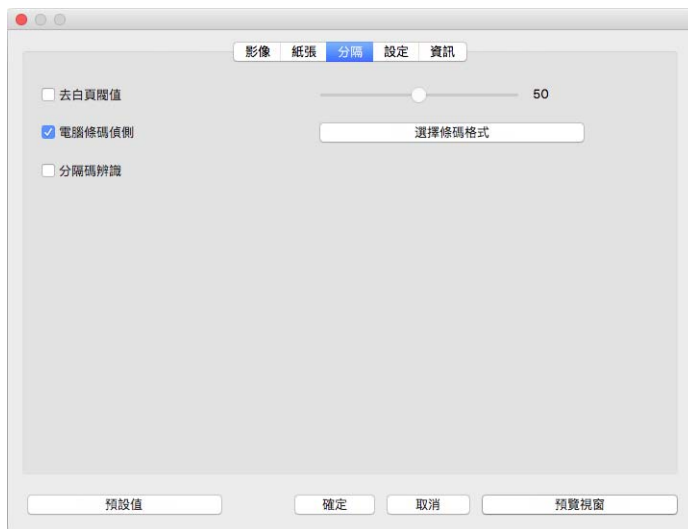 影像 紙張 分隔 設定 資訊
去白頁閥值 50
電腦條碼偵側 選擇條碼格式
分隔碼辨識
預設值 確定 取消 預覽視窗